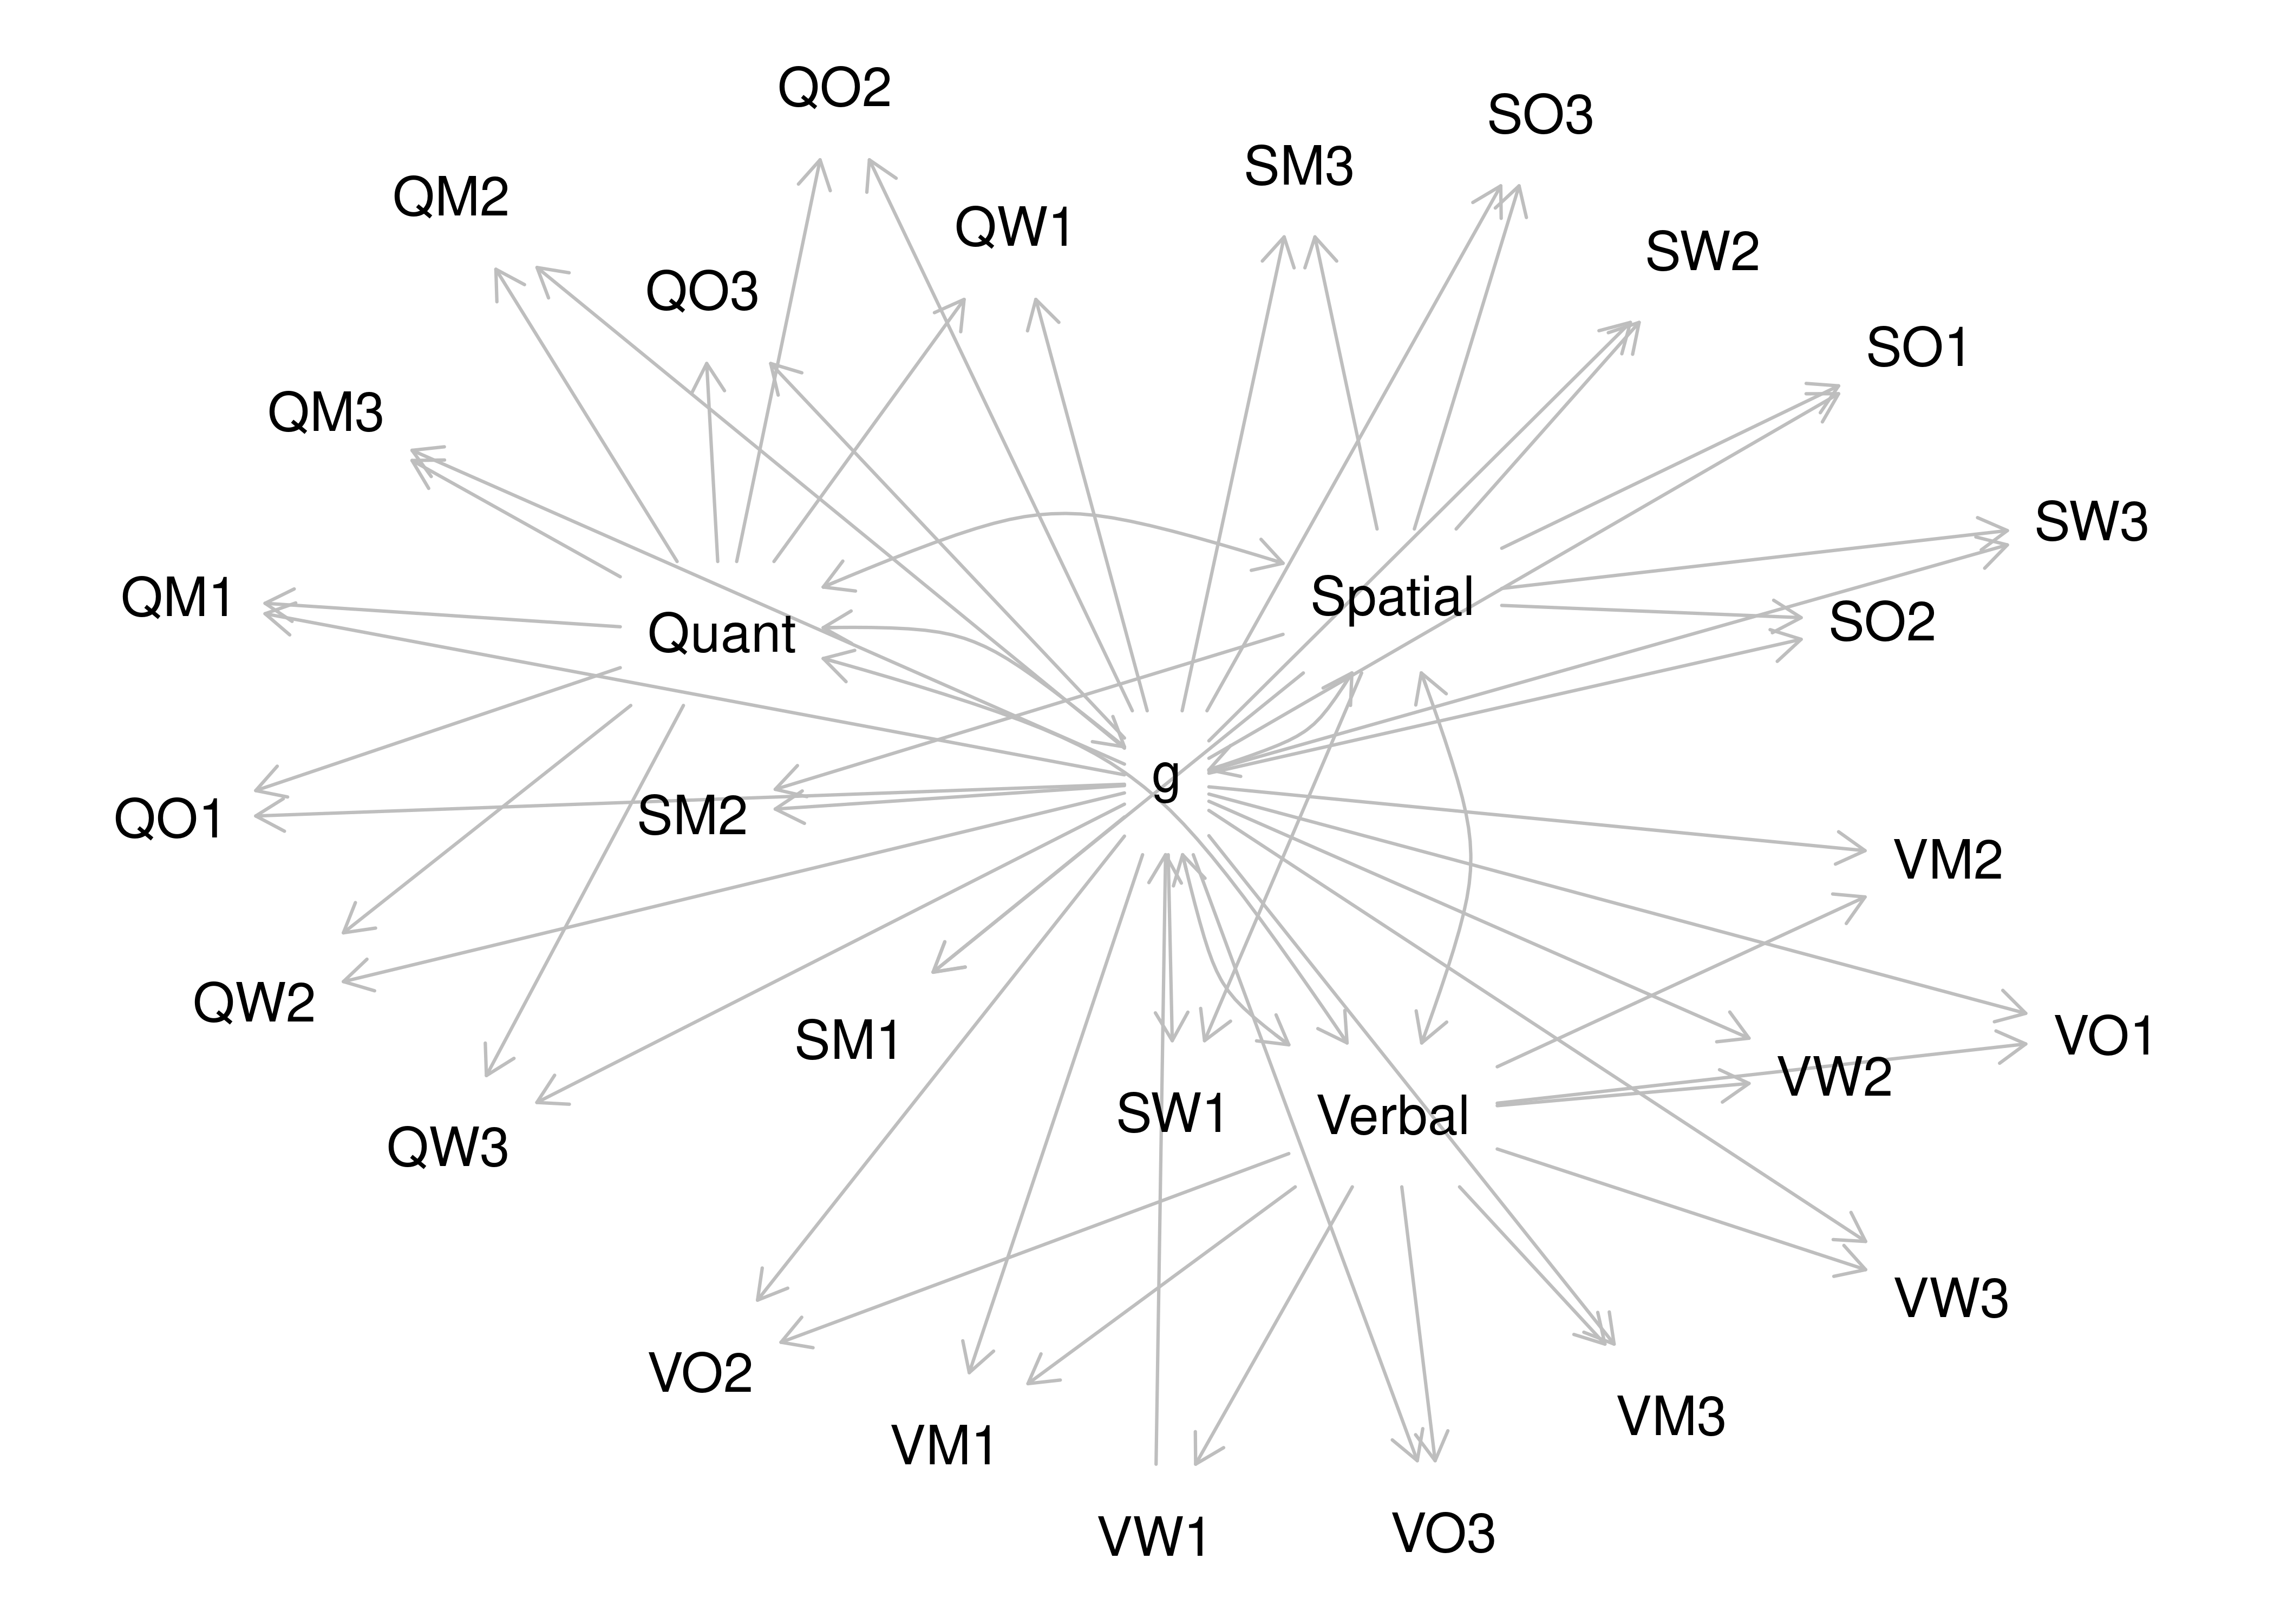 QO2
SO3
SM3
QM2
QW1
SW2
QO3
SO1
QM3
SW3
QM1
Spatial
SO2
Quant
g
QO1
SM2
VM2
QW2
SM1
VO1
VW2
SW1
Verbal
QW3
VW3
VO2
VM3
VM1
VW1
VO3